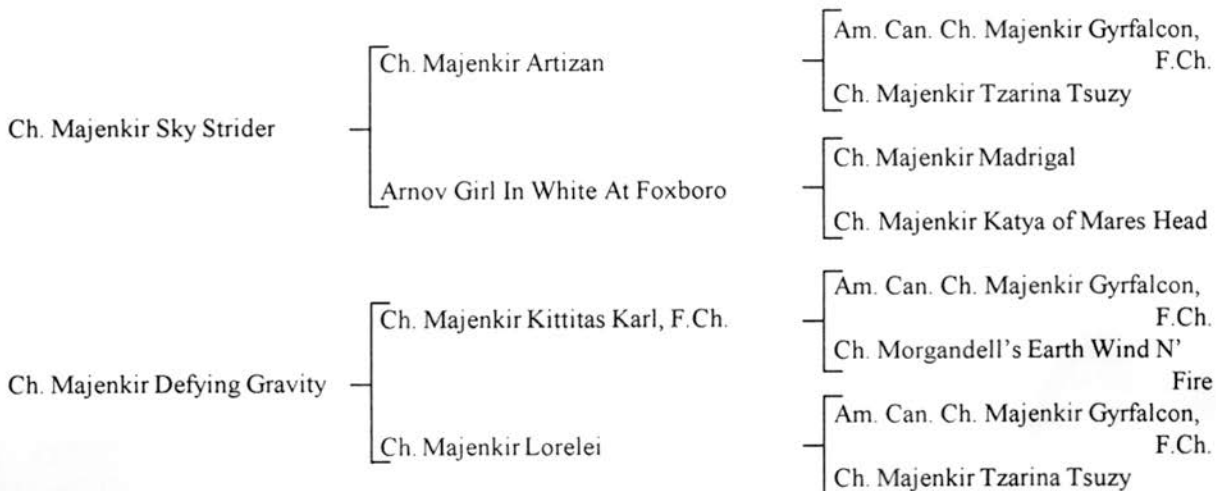 Am. Can. Ch. Majenkir Gyrfalcon,
F.Ch.
Ch. Majenkir Artizan
Ch. Majenkir Tzarina Tsuzy
Ch. Majenkir Sky Strider
Ch. Majenkir Madrigal
Arnov Girl In White At Foxboro
Ch. Majenkir Katya of Mares Head
Am. Can. Ch. Majenkir Gyrfalcon,
F.Ch.
Ch. Majenkir Kittitas Karl, F.Ch.
Ch. Morgandell's Earth Wind N'
Fire
Ch. Majenkir Defying Gravity
Am. Can. Ch. Majenkir Gyrfalcon,
F.Ch.
Ch. Majenkir Lorelei
Ch. Majenkir Tzarina Tsuzy